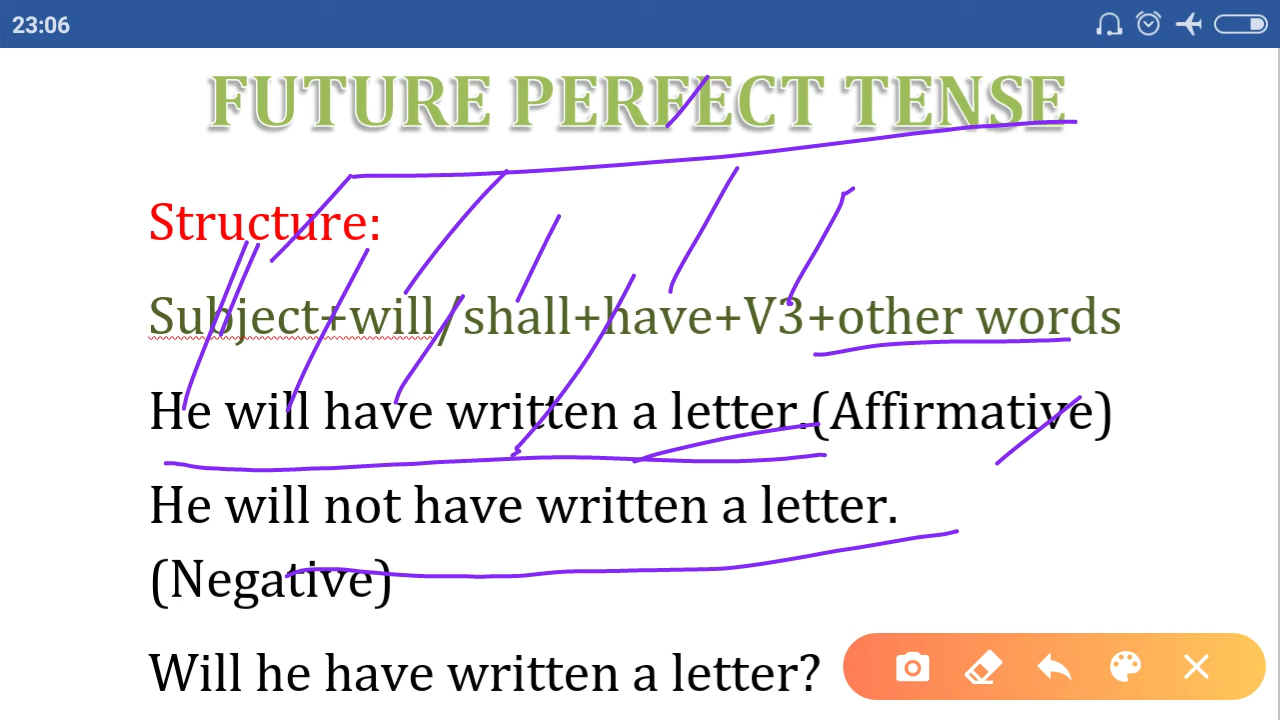 23:06
FUTURE PERFECT TENSE
Structure:
Subject+will/shall+have+V3+other words
He will have written a letter.(Affirmative)
He will not have written a letter.
(Negative)
Will he have written a letter?